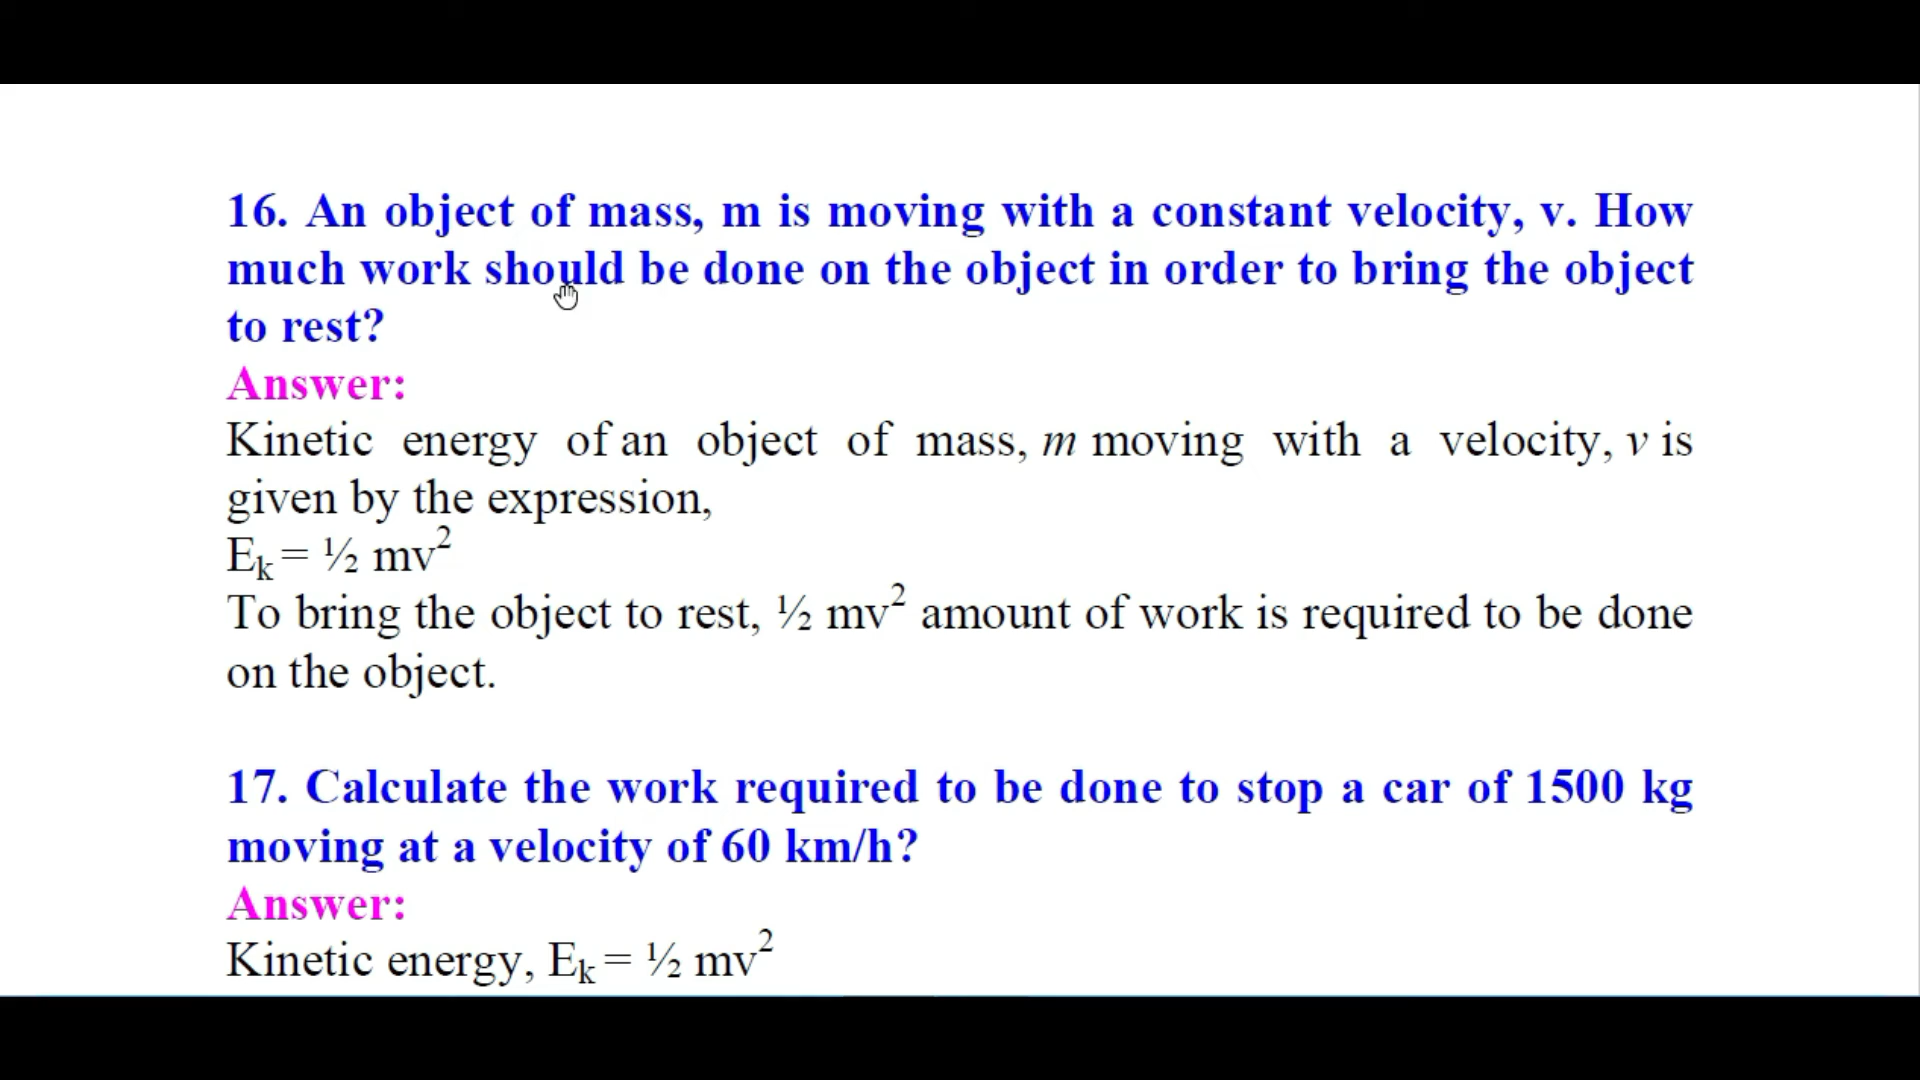 16. An object of mass, m is moving with a constant velocity, v. How
much work should be done on the object in order to bring the object
to rest?
Answer:
Kinetic energy of an object of mass, m moving with a velocity, v is
given by the expression,
Eₖ = ½ mv²
To bring the object to rest, ½ mv² amount of work is required to be done
on the object.
17. Calculate the work required to be done to stop a car of 1500 kg
moving at a velocity of 60 km/h?
Answer:
Kinetic energy, Eₖ = ½ mv²